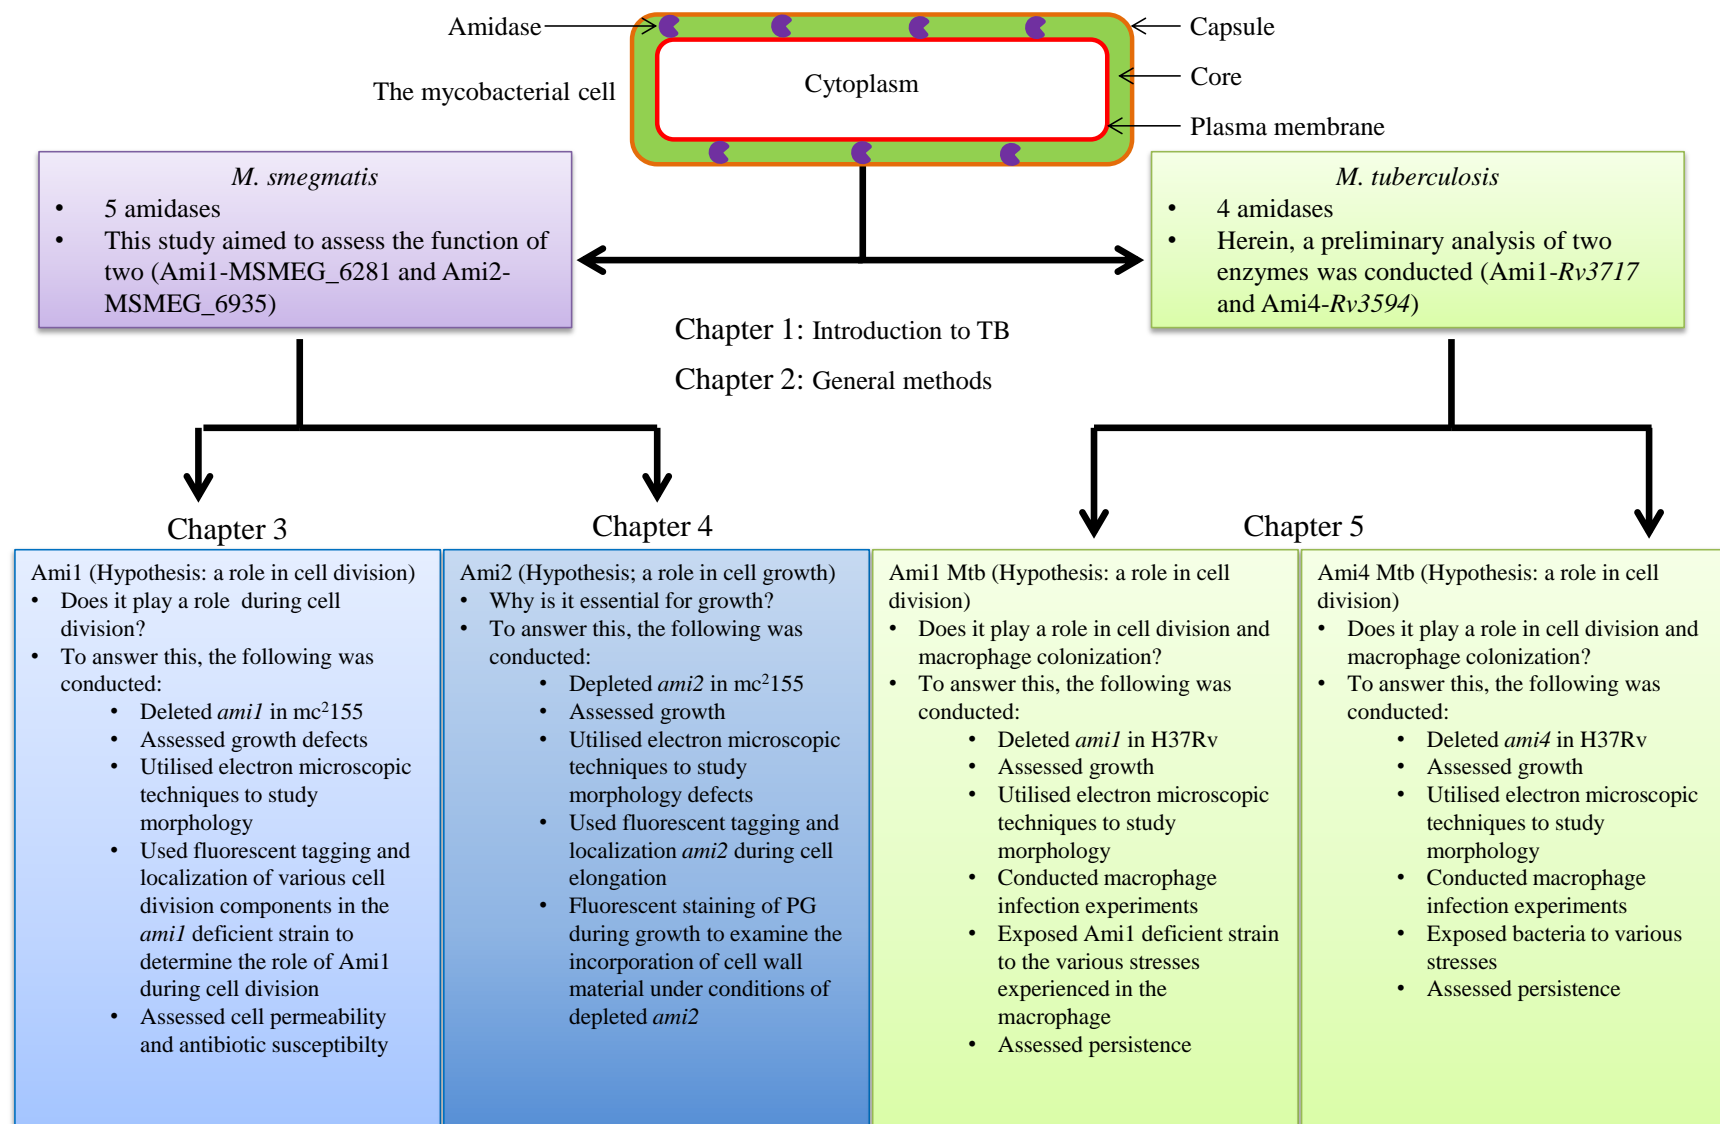 Amidase
Capsule
The mycobacterial cell
Cytoplasm
Core
Plasma membrane
M. smegmatis
• 5 amidases
• This study aimed to assess the function of
two (Ami1-MSMEG_6281 and Ami2-
MSMEG_6935)
M. tuberculosis
• 4 amidases
• Herein, a preliminary analysis of two
enzymes was conducted (Ami1-Rv3717
and Ami4-Rv3594)
Chapter 1: Introduction to TB
Chapter 2: General methods
Chapter 3
Ami1 (Hypothesis: a role in cell division)
• Does it play a role during cell
division?
• To answer this, the following was
conducted:
• Deleted ami1 in mc²155
• Assessed growth defects
• Utilised electron microscopic
techniques to study
morphology
• Used fluorescent tagging and
localization of various cell
division components in the
ami1 deficient strain to
determine the role of Ami1
during cell division
• Assessed cell permeability
and antibiotic susceptibilty
Chapter 4
Ami2 (Hypothesis; a role in cell growth)
• Why is it essential for growth?
• To answer this, the following was
conducted:
• Depleted ami2 in mc²155
• Assessed growth
• Utilised electron microscopic
techniques to study
morphology defects
• Used fluorescent tagging and
localization ami2 during cell
elongation
• Fluorescent staining of PG
during growth to examine the
incorporation of cell wall
material under conditions of
depleted ami2
Chapter 5
Ami1 Mtb (Hypothesis: a role in cell
division)
• Does it play a role in cell division and
macrophage colonization?
• To answer this, the following was
conducted:
• Deleted ami1 in H37Rv
• Assessed growth
• Utilised electron microscopic
techniques to study
morphology
• Conducted macrophage
infection experiments
• Exposed Ami1 deficient strain
to the various stresses
experienced in the
macrophage
• Assessed persistence
Ami4 Mtb (Hypothesis: a role in cell
division)
• Does it play a role in cell division and
macrophage colonization?
• To answer this, the following was
conducted:
• Deleted ami4 in H37Rv
• Assessed growth
• Utilised electron microscopic
techniques to study
morphology
• Conducted macrophage
infection experiments
• Exposed bacteria to various
stresses
• Assessed persistence